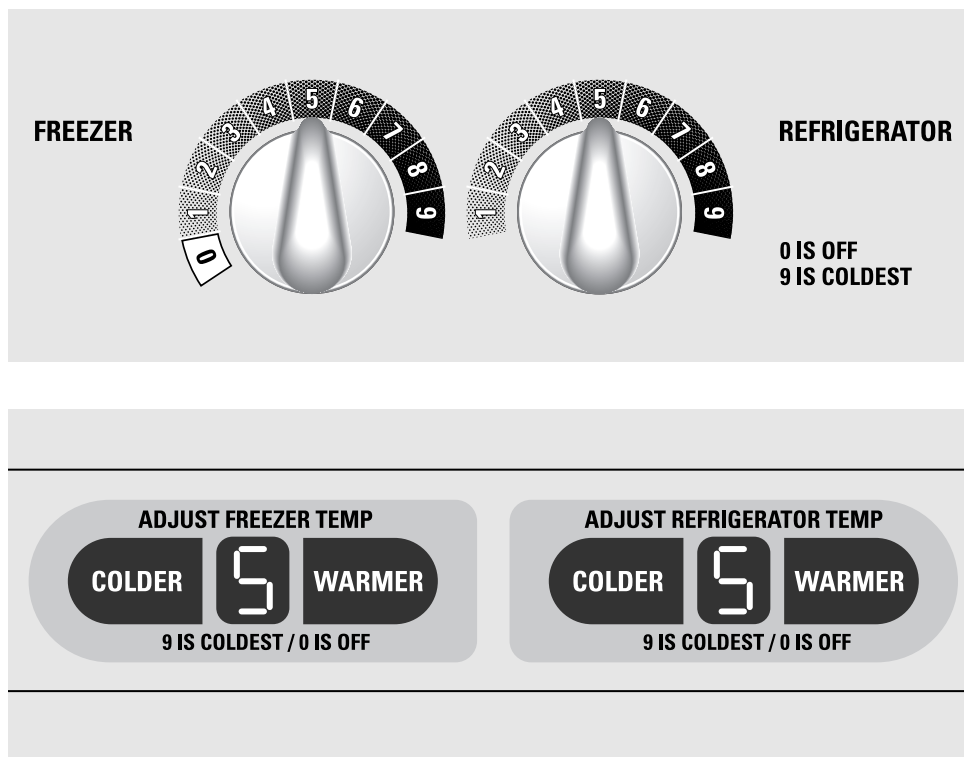 FREEZER
0 1 2 3 4 5 6 7 8 9
1 2 3 4 5 6 7 8 9
REFRIGERATOR
0 IS OFF
9 IS COLDEST
ADJUST FREEZER TEMP
COLDER 5 WARMER
9 IS COLDEST / 0 IS OFF
ADJUST REFRIGERATOR TEMP
COLDER 5 WARMER
9 IS COLDEST / 0 IS OFF